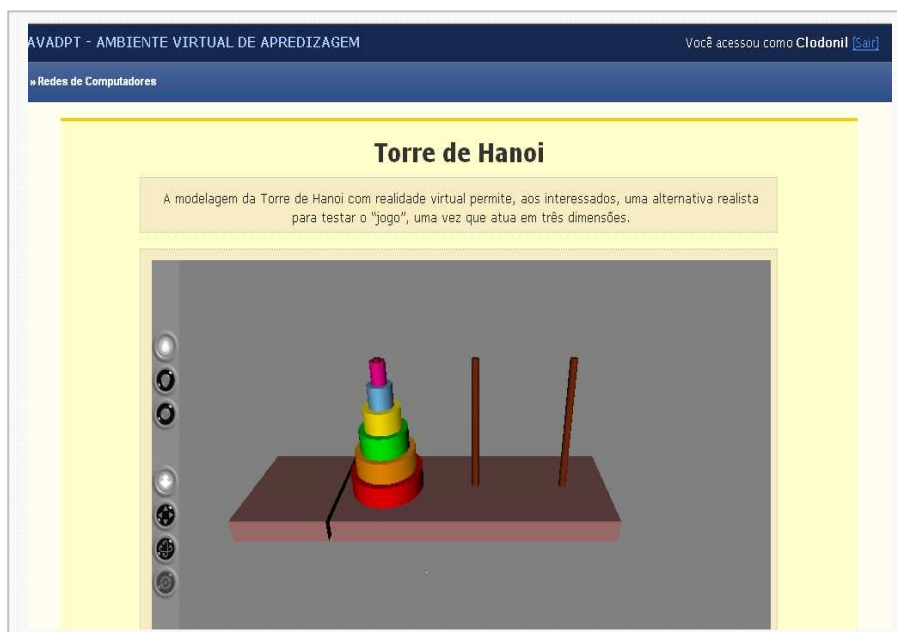 AVADPT - AMBIENTE VIRTUAL DE APREDIZAGEM
Você acessou como Clodonil [Sair]
» Redes de Computadores
Torre de Hanoi
A modelagem da Torre de Hanoi com realidade virtual permite, aos interessados, uma alternativa realista
para testar o "jogo", uma vez que atua em três dimensões.